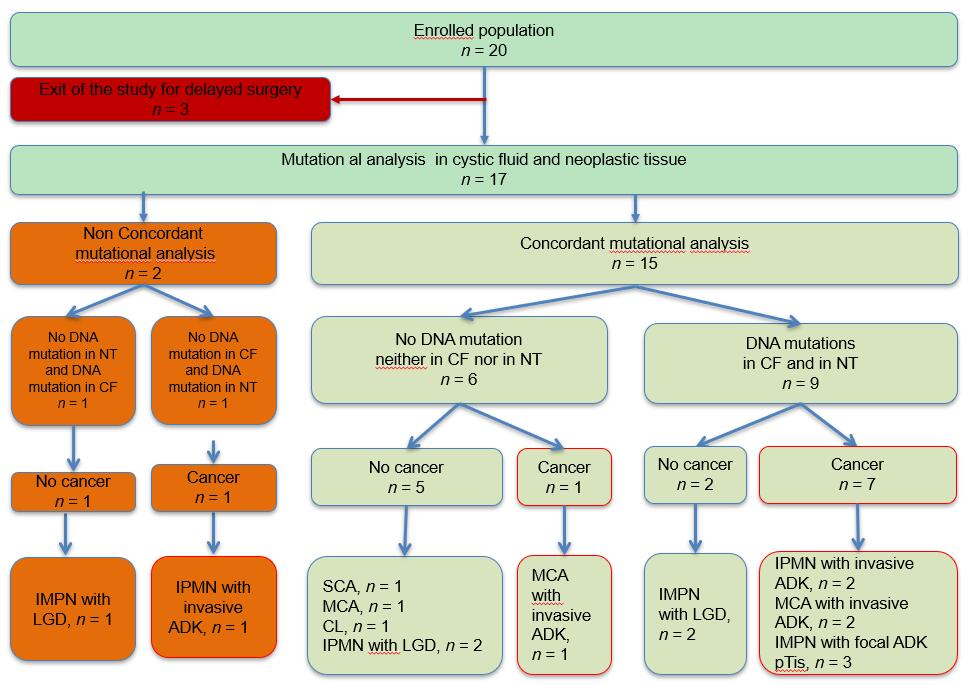 Enrolled population
n = 20
Exit of the study for delayed surgery
n = 3
Mutation al analysis  in cystic fluid and neoplastic tissue
n = 17
Non Concordant
mutational analysis
n = 2
Concordant mutational analysis
n = 15
No DNA
mutation in NT
and DNA
mutation in CF
n = 1
No DNA
mutation in CF
and DNA
mutation in NT
n = 1
No DNA mutation
neither in CF nor in NT
n = 6
DNA mutations
in CF and in NT
n = 9
No cancer
n = 1
Cancer
n = 1
No cancer
n = 5
Cancer
n = 1
No cancer
n = 2
Cancer
n = 7
IMPN with
LGD, n = 1
IPMN with
invasive
ADK, n = 1
SCA, n = 1
MCA, n = 1
CL, n = 1
IPMN with LGD, n = 2
MCA
with
invasive
ADK,
n = 1
IMPN
with LGD,
n = 2
IPMN with invasive
ADK, n = 2
MCA with invasive
ADK, n = 2
IMPN with focal ADK
pTis, n = 3